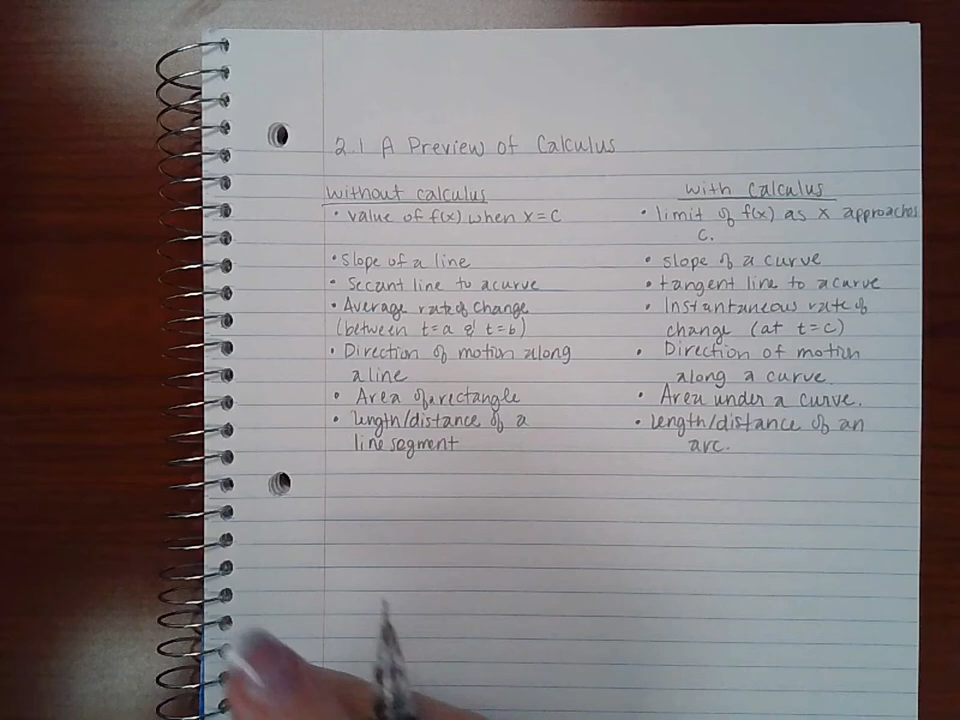 2.1 A Preview of Calculus
without calculus with calculus
• value of f(x) when x=c • limit of f(x) as x approaches
c.
• slope of a line • slope of a curve
• Secant line to a curve • tangent line to a curve
• Average rate of change • Instantaneous rate of
(between t=a & t=b) change (at t=c)
• Direction of motion along • Direction of motion
a line along a curve.
• Area of a rectangle • Area under a curve.
• length/distance of a • length/distance of an
line segment arc.